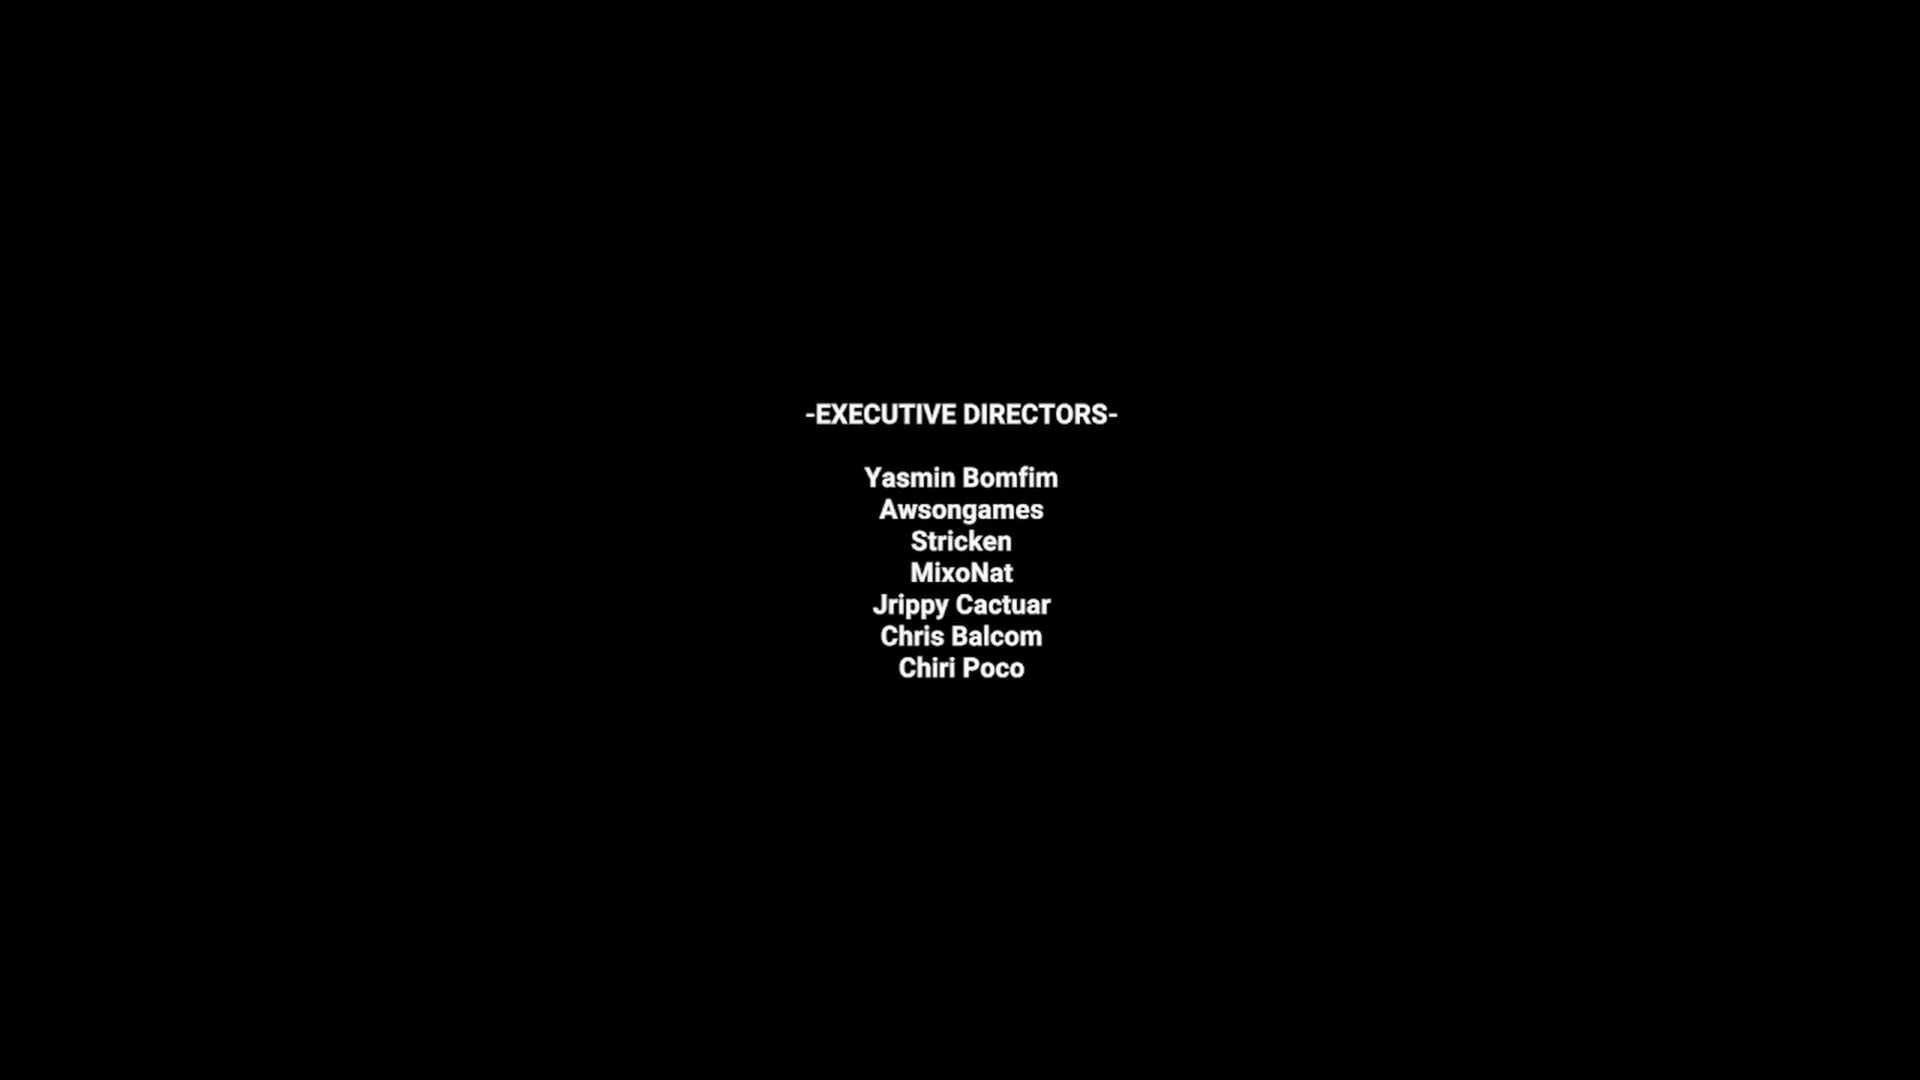 -EXECUTIVE DIRECTORS-
Yasmin Bomfim
Awsongames
Stricken
MixoNat
Jrippy Cactuar
Chris Balcom
Chiri Poco